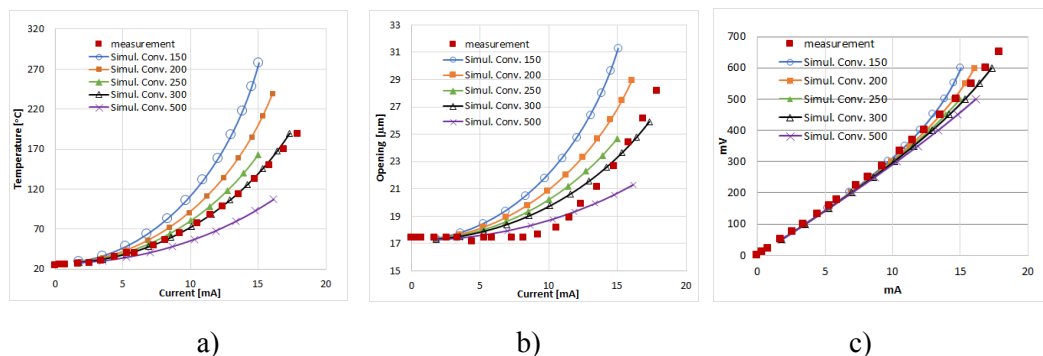 320
270
220
170
120
70
20
0
5
10
15
20
Temperature [°C]
Current [mA]
measurement
Simul. Conv. 150
Simul. Conv. 200
Simul. Conv. 250
Simul. Conv. 300
Simul. Conv. 500
a)
33
31
29
27
25
23
21
19
17
15
0
5
10
15
20
Opening [µm]
Current [mA]
measurement
Simul. Conv. 150
Simul. Conv. 200
Simul. Conv. 250
Simul. Conv. 300
Simul. Conv. 500
b)
700
600
500
400
300
200
100
0
0
5
10
15
20
mV
mA
measurement
Simul. Conv. 150
Simul. Conv. 200
Simul. Conv. 250
Simul. Conv. 300
Simul. Conv. 500
c)